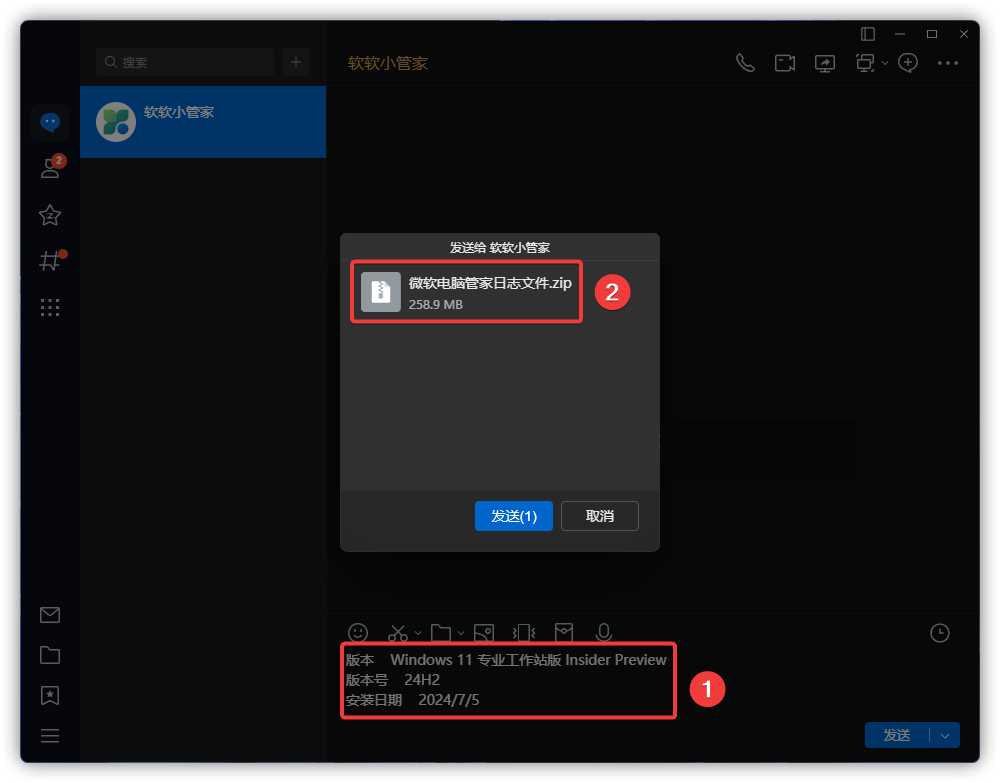 搜索
软软小管家
软软小管家
2
发送给 软软小管家
微软电脑管家日志文件.zip
258.9 MB
2
发送(1)
取消
版本 Windows 11 专业工作站版 Insider Preview
版本号 24H2
安装日期 2024/7/5
1
发送